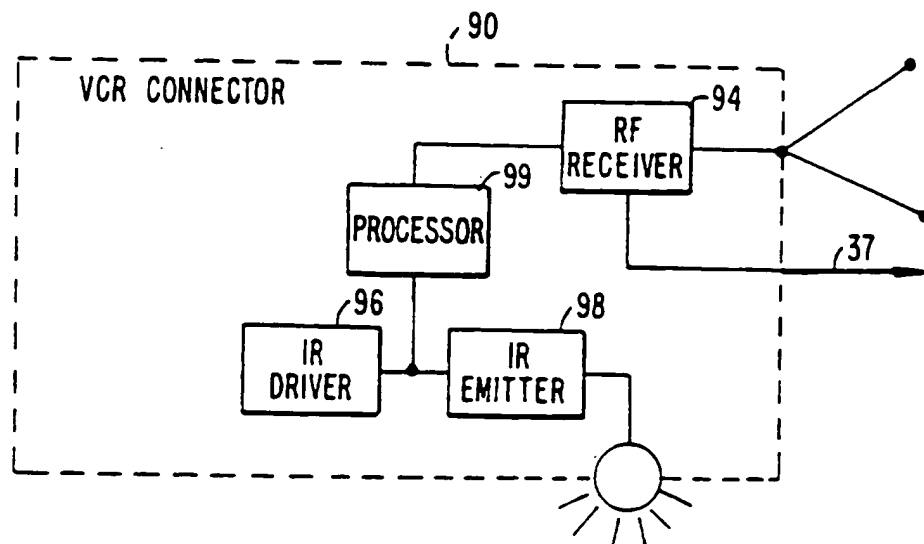 90
VCR CONNECTOR
94
RF
RECEIVER
99
PROCESSOR
37
96
IR
DRIVER
98
IR
EMITTER